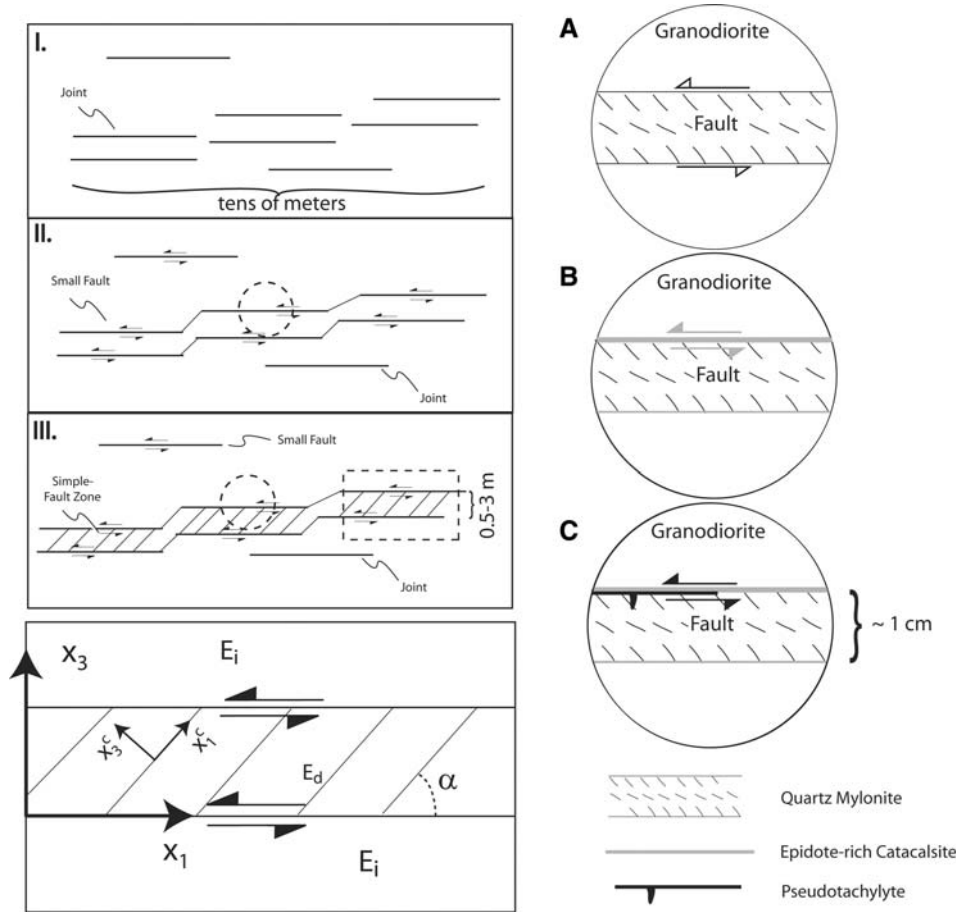 I.
Joint
tens of meters
II.
Small Fault
Joint
III.
Small Fault
Simple-
Fault Zone
0.5-3 m
Joint
x3
Ei
x3c
x1c
Ed
α
x1
Ei
A
Granodiorite
Fault
B
Granodiorite
Fault
C
Granodiorite
Fault
~ 1 cm
Quartz Mylonite
Epidote-rich Catacalsite
Pseudotachylyte